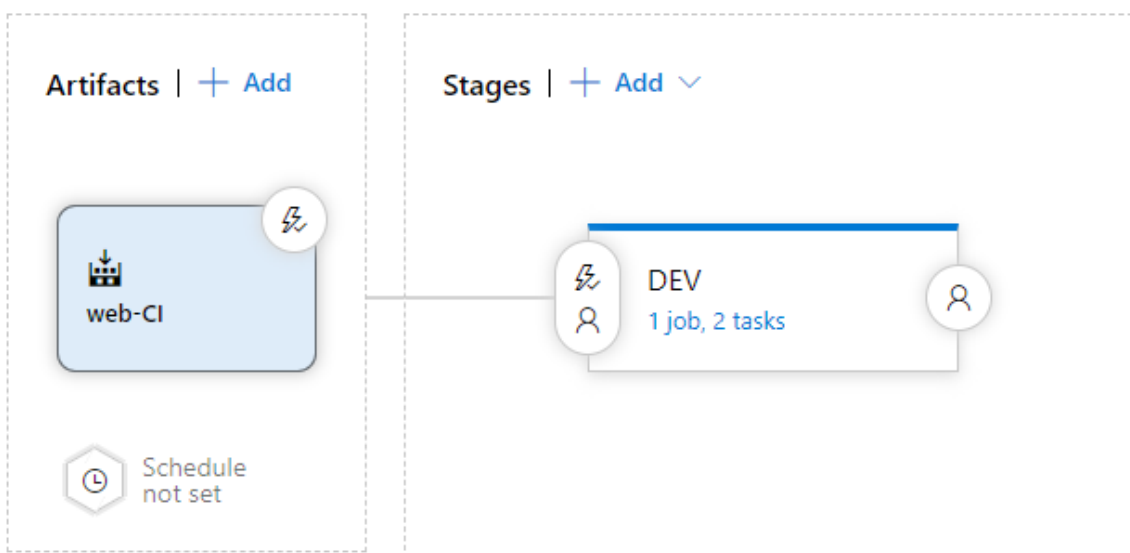 Artifacts | + Add
Stages | + Add
web-CI
DEV
1 job, 2 tasks
Schedule
not set